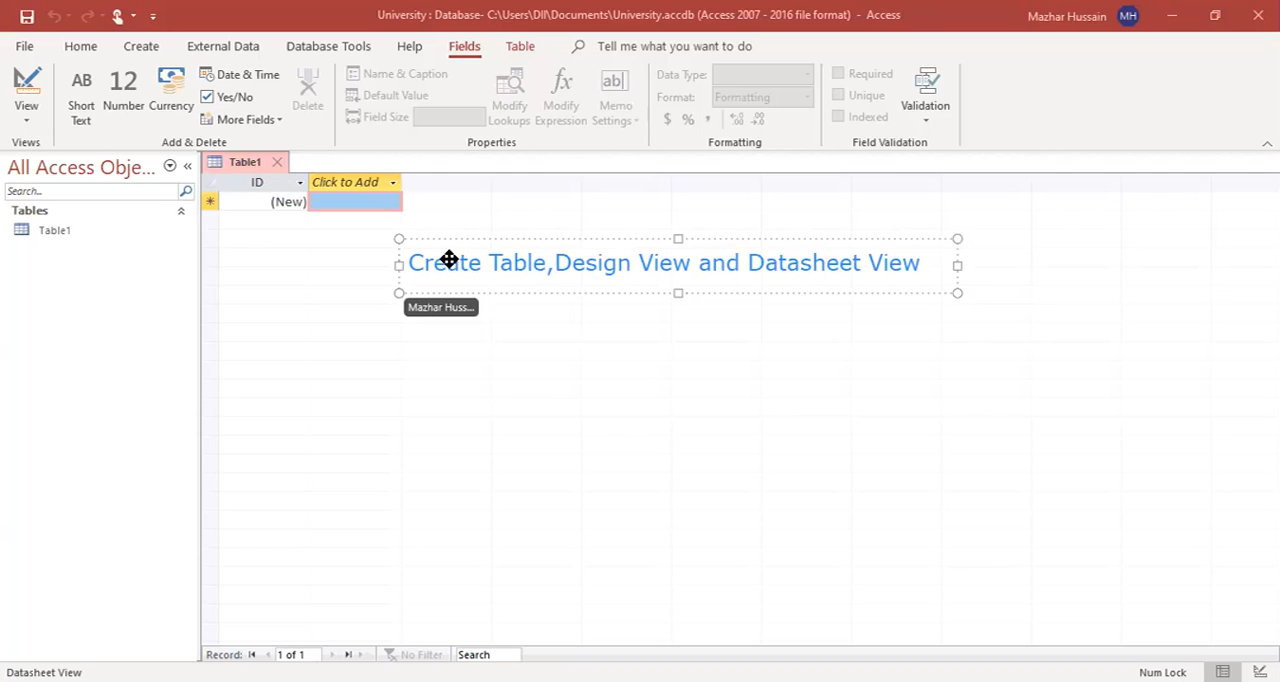 University : Database- C:\Users\Dll\Documents\University.accdb (Access 2007 - 2016 file format) - Access
Mazhar Hussain MH
File Home Create External Data Database Tools Help Fields Table Tell me what you want to do
View
Views
AB Short Text
12 Number
Currency
Date & Time
Yes/No
More Fields
Delete
Add & Delete
Name & Caption
Default Value
Field Size
Modify Lookups
fx Modify Expression
ab Memo Settings
Properties
Data Type:
Format: Formatting
$ % ,
Formatting
Required
Unique
Indexed
Validation
Field Validation
All Access Obje...
Search...
Tables
Table1
Table1
ID Click to Add
(New)
Create Table,Design View and Datasheet View
Mazhar Huss...
Record: 1 of 1 No Filter Search
Datasheet View Num Lock